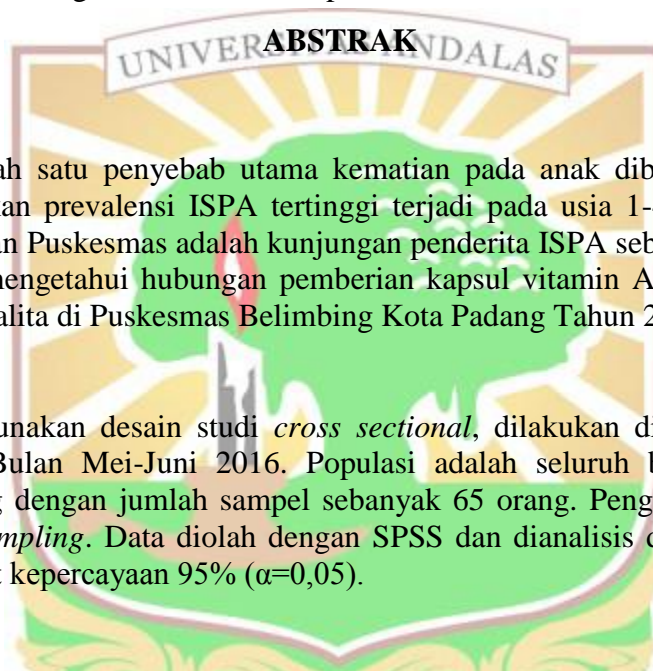 ABSTRAK
UNIVERSITAS ANDALAS
ah satu penyebab utama kematian pada anak dib
kan prevalensi ISPA tertinggi terjadi pada usia 1-
an Puskesmas adalah kunjungan penderita ISPA seb
mengetahui hubungan pemberian kapsul vitamin A
alita di Puskesmas Belimbing Kota Padang Tahun 2
unakan desain studi cross sectional, dilakukan di
Bulan Mei-Juni 2016. Populasi adalah seluruh b
g dengan jumlah sampel sebanyak 65 orang. Peng
mpling. Data diolah dengan SPSS dan dianalisis d
t kepercayaan 95% (α=0,05).